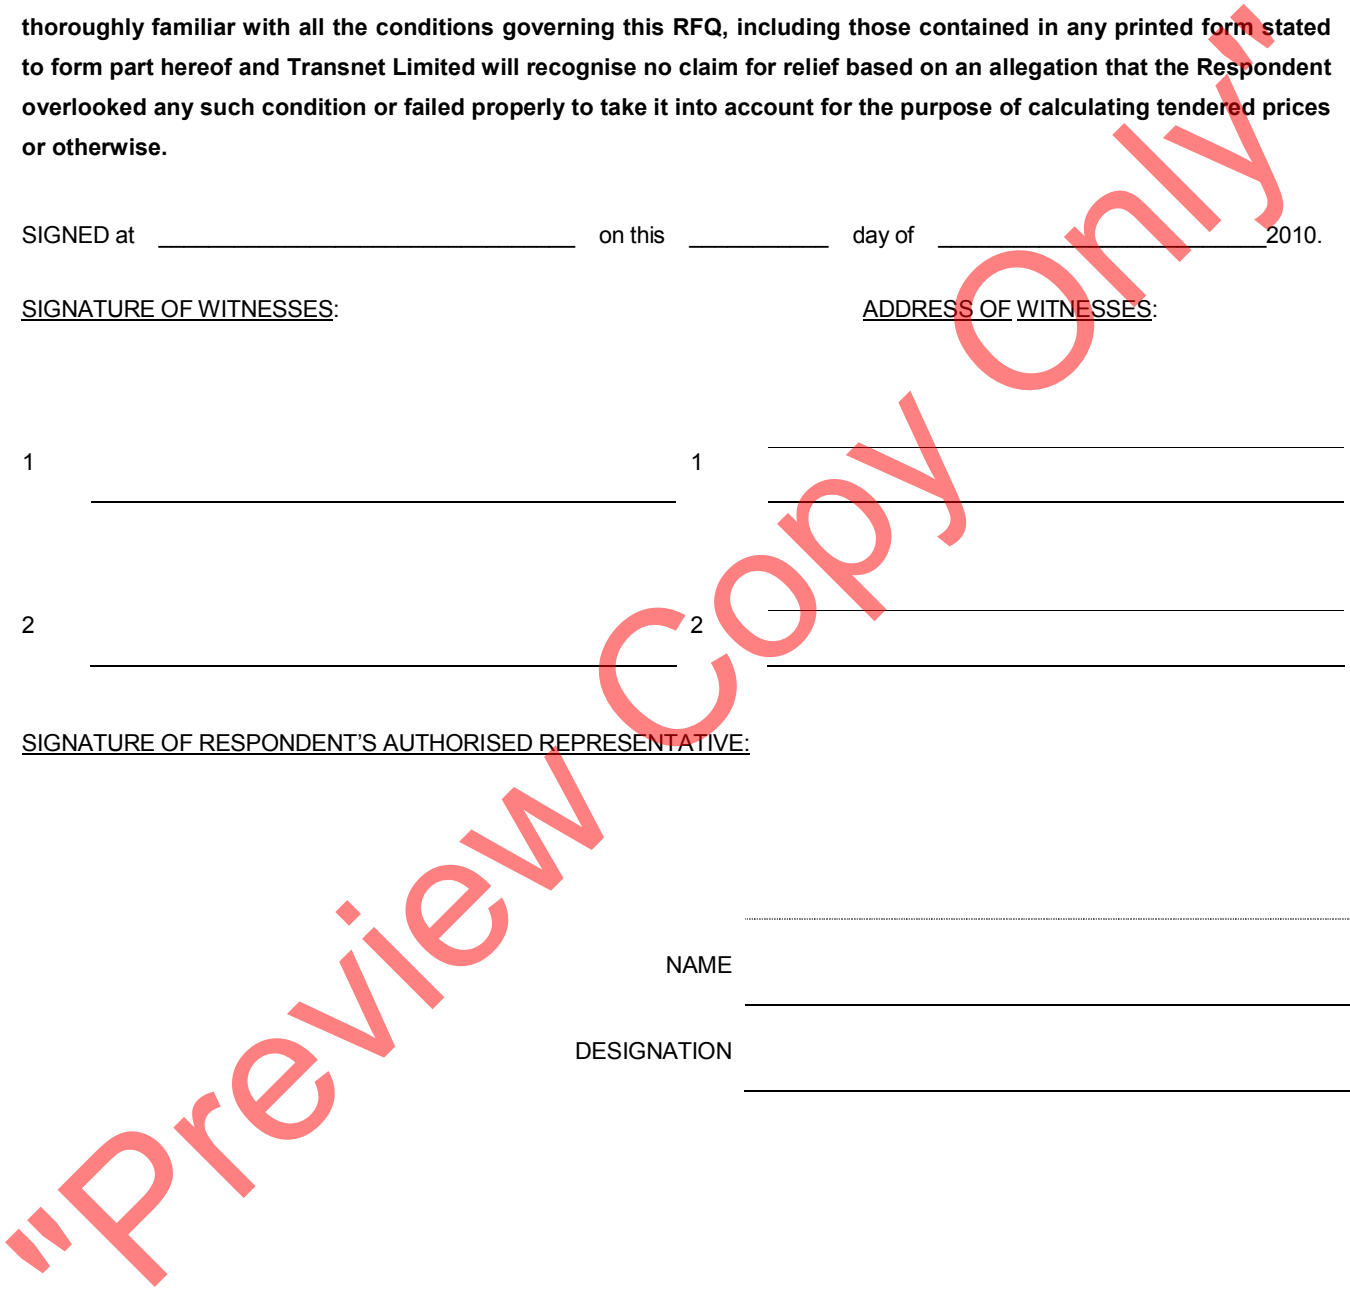 thoroughly familiar with all the conditions governing this RFQ, including those contained in any printed form stated
to form part hereof and Transnet Limited will recognise no claim for relief based on an allegation that the Respondent
overlooked any such condition or failed properly to take it into account for the purpose of calculating tendered prices
or otherwise.
SIGNED at on this day of 2010.
SIGNATURE OF WITNESSES: ADDRESS OF WITNESSES:
1 1
2 2
SIGNATURE OF RESPONDENT’S AUTHORISED REPRESENTATIVE:
NAME
DESIGNATION
"Preview Copy Only"